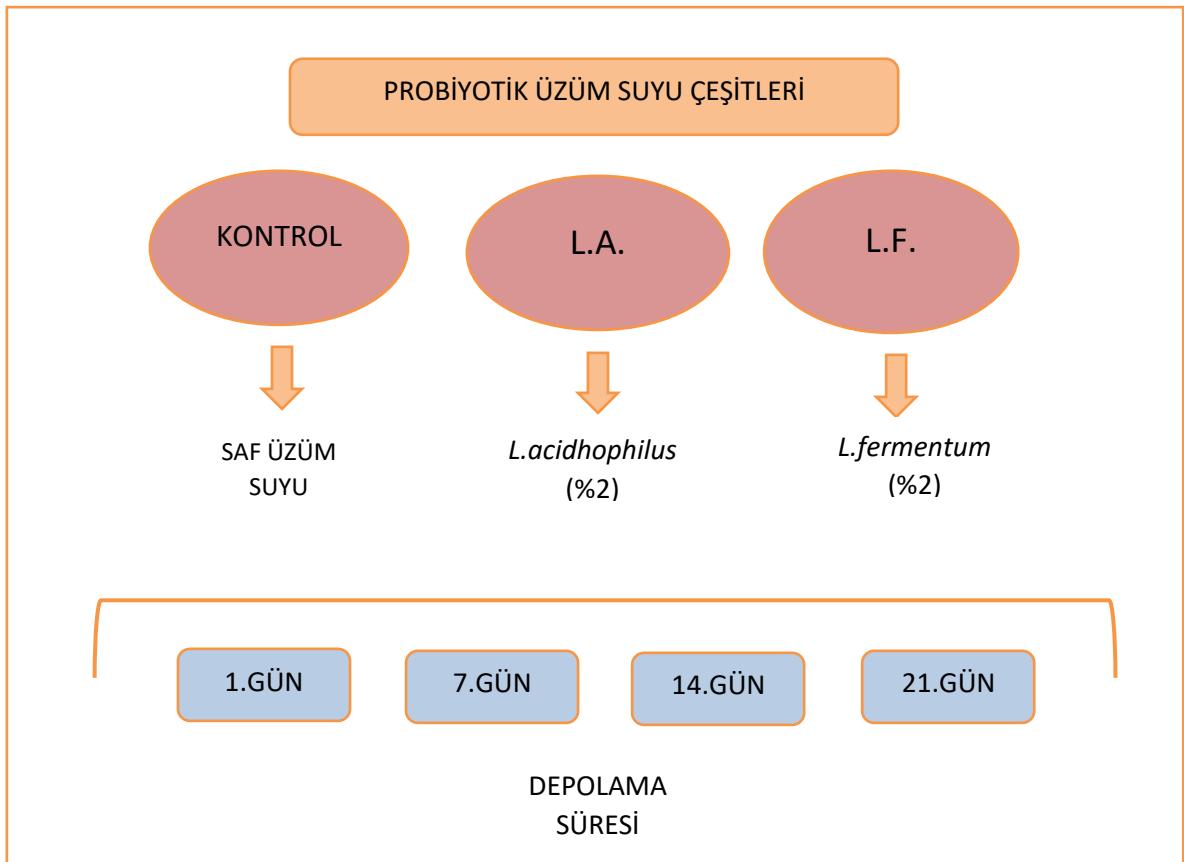 PROBİYOTİK ÜZÜM SUYU ÇEŞİTLERİ
KONTROL
L.A.
L.F.
SAF ÜZÜM
SUYU
L.acidhophilus
(%2)
L.fermentum
(%2)
1.GÜN
7.GÜN
14.GÜN
21.GÜN
DEPOLAMA
SÜRESİ